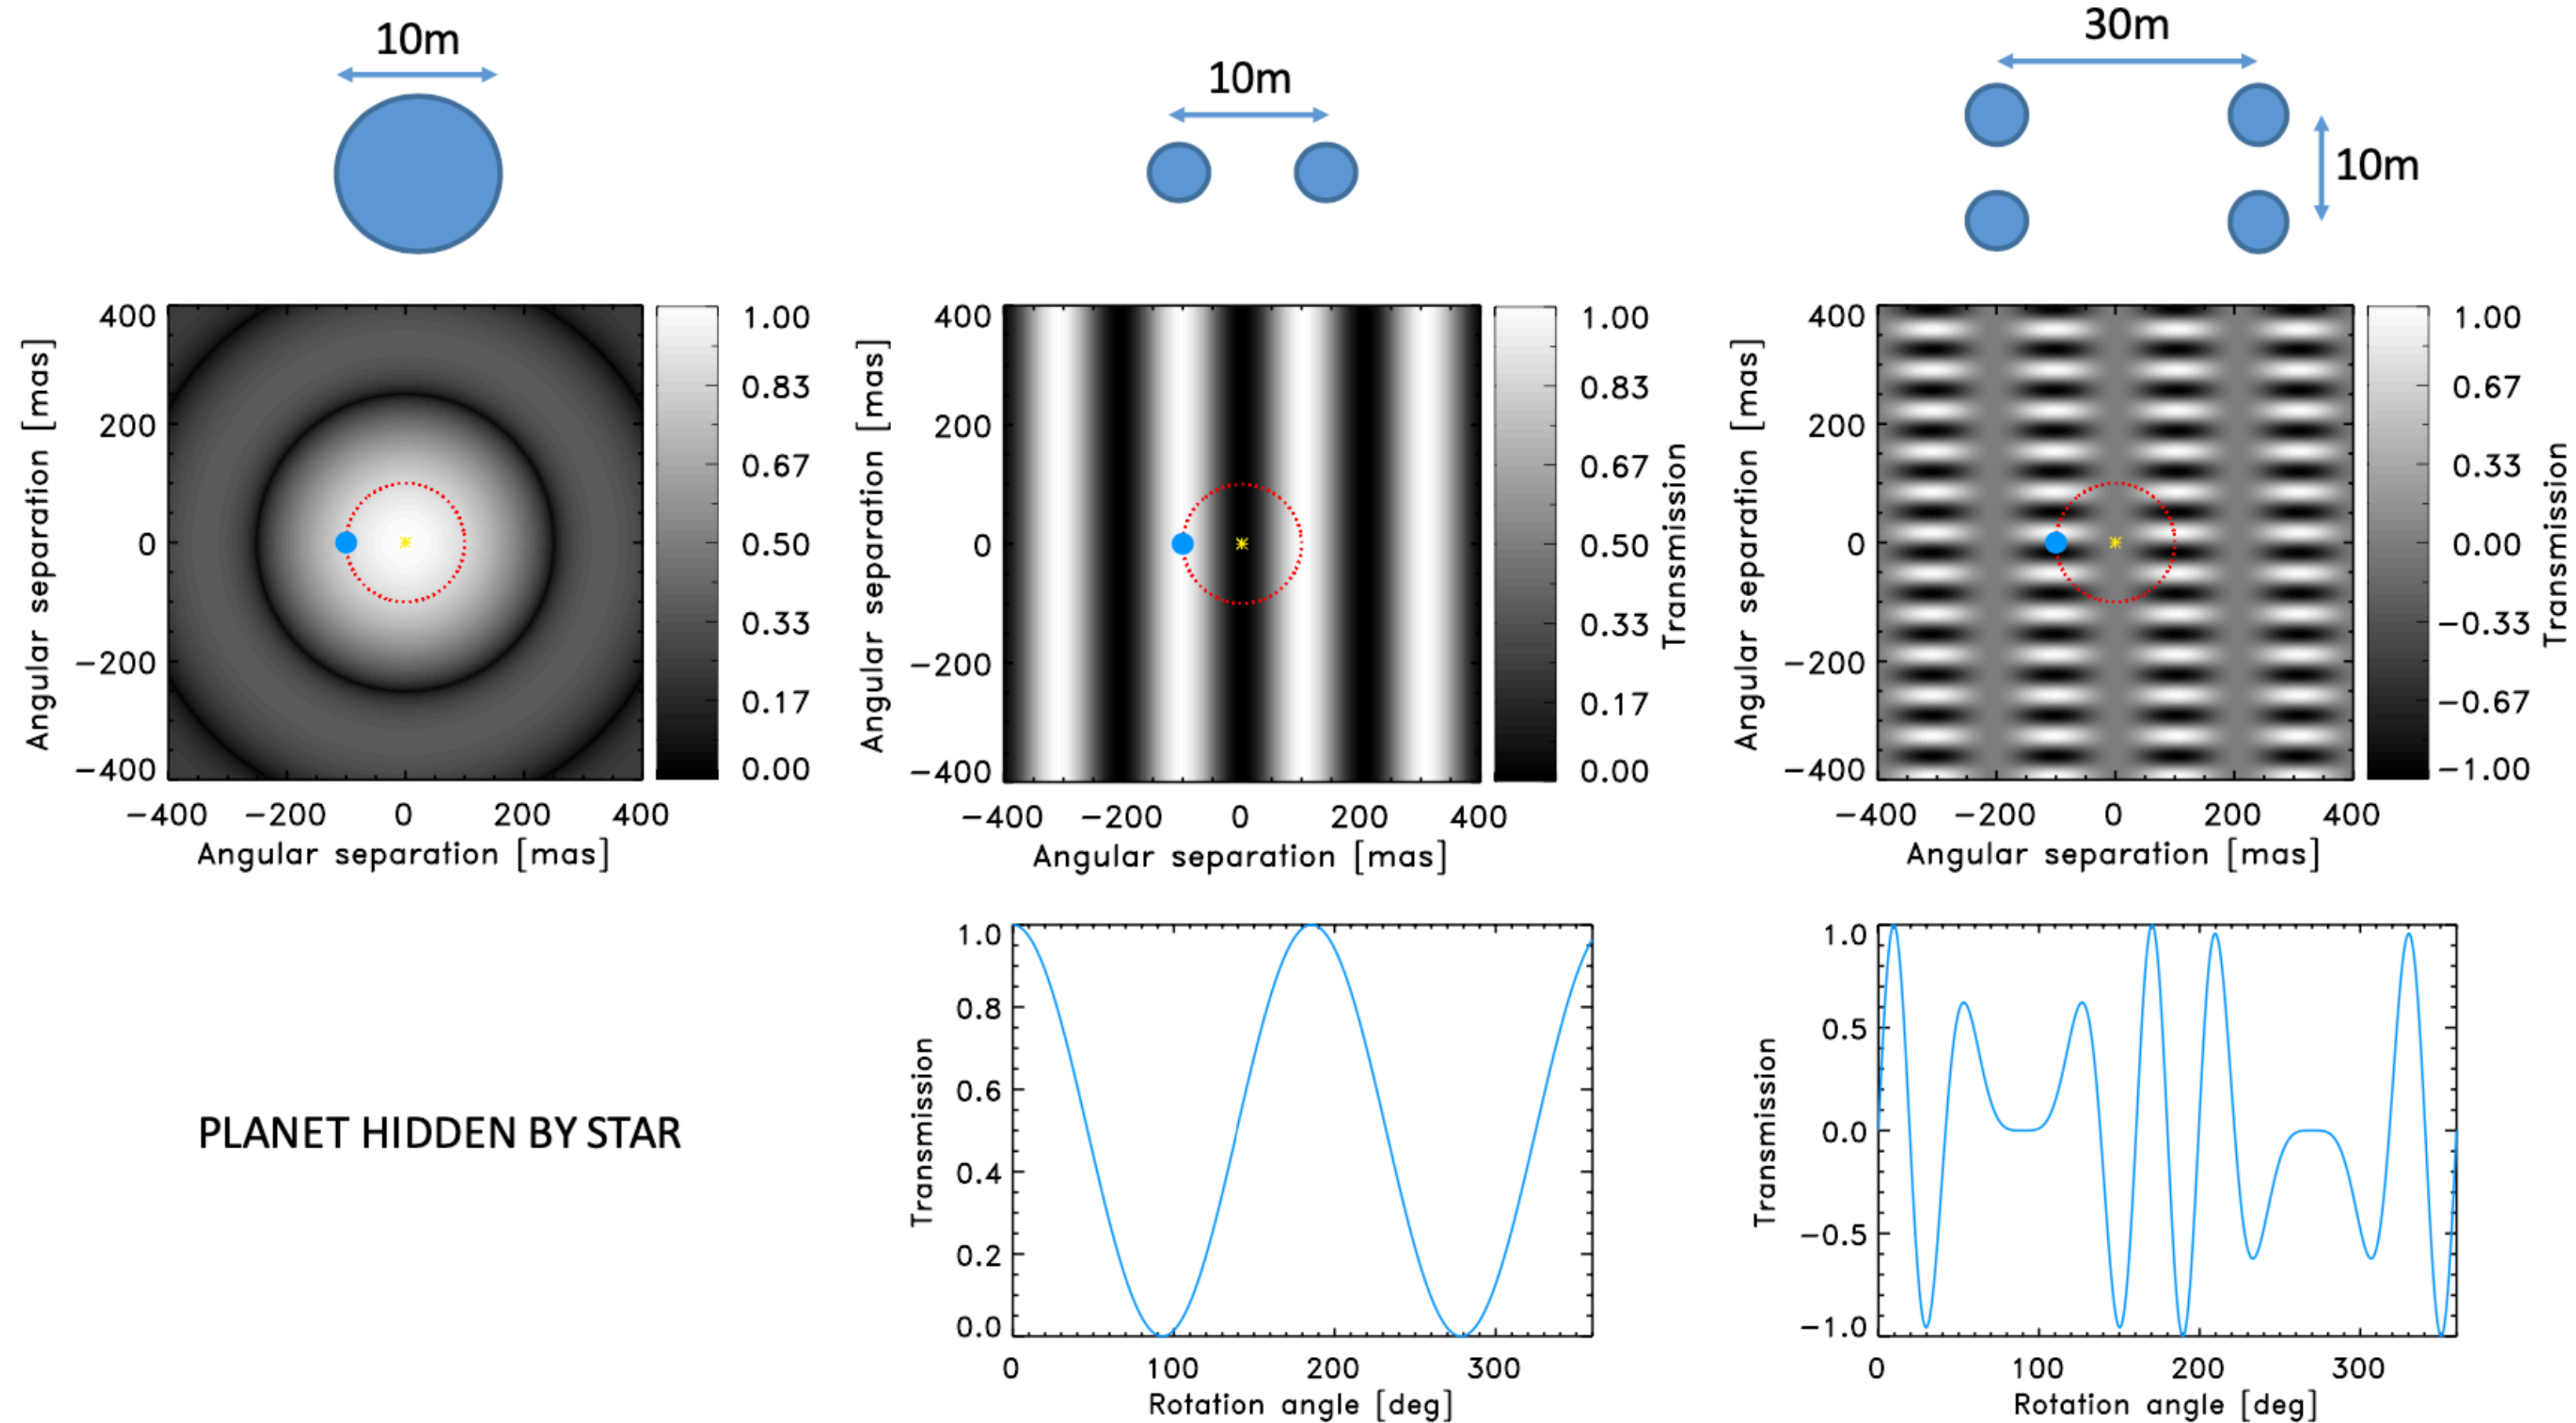 10m
10m
30m
10m
400
200
0
−200
−400
Angular separation [mas]
−400 −200 0 200 400
Angular separation [mas]
1.00
0.83
0.67
0.50
0.33
0.17
0.00
400
200
0
−200
−400
Angular separation [mas]
−400 −200 0 200 400
Angular separation [mas]
1.00
0.83
0.67
0.50
0.33
0.17
0.00
Transmission
400
200
0
−200
−400
Angular separation [mas]
−400 −200 0 200 400
Angular separation [mas]
1.00
0.67
0.33
0.00
−0.33
−0.67
−1.00
Transmission
PLANET HIDDEN BY STAR
1.0
0.8
0.6
0.4
0.2
0.0
Transmission
0 100 200 300
Rotation angle [deg]
1.0
0.5
0.0
−0.5
−1.0
Transmission
0 100 200 300
Rotation angle [deg]